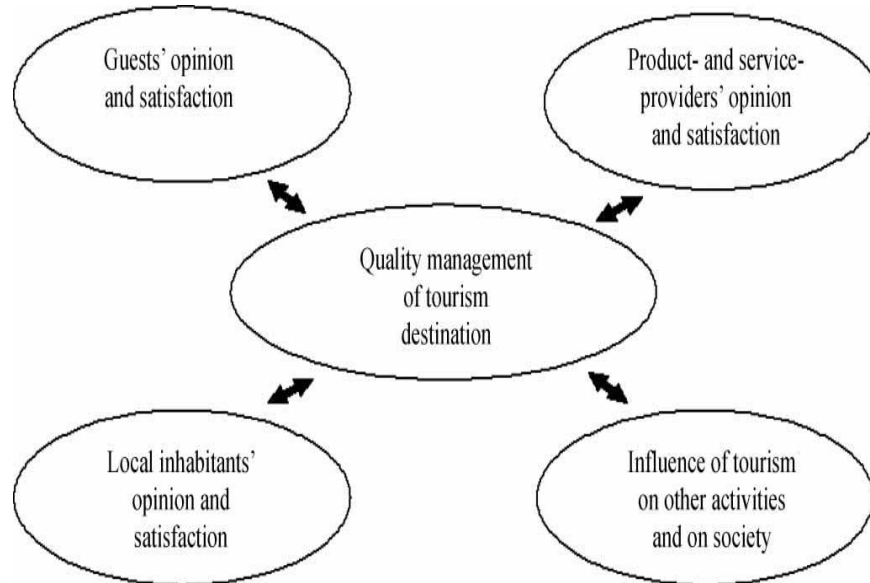 Guests’ opinion
and satisfaction
Product- and service-
providers’ opinion
and satisfaction
Quality management
of tourism
destination
Local inhabitants’
opinion and
satisfaction
Influence of tourism
on other activities
and on society